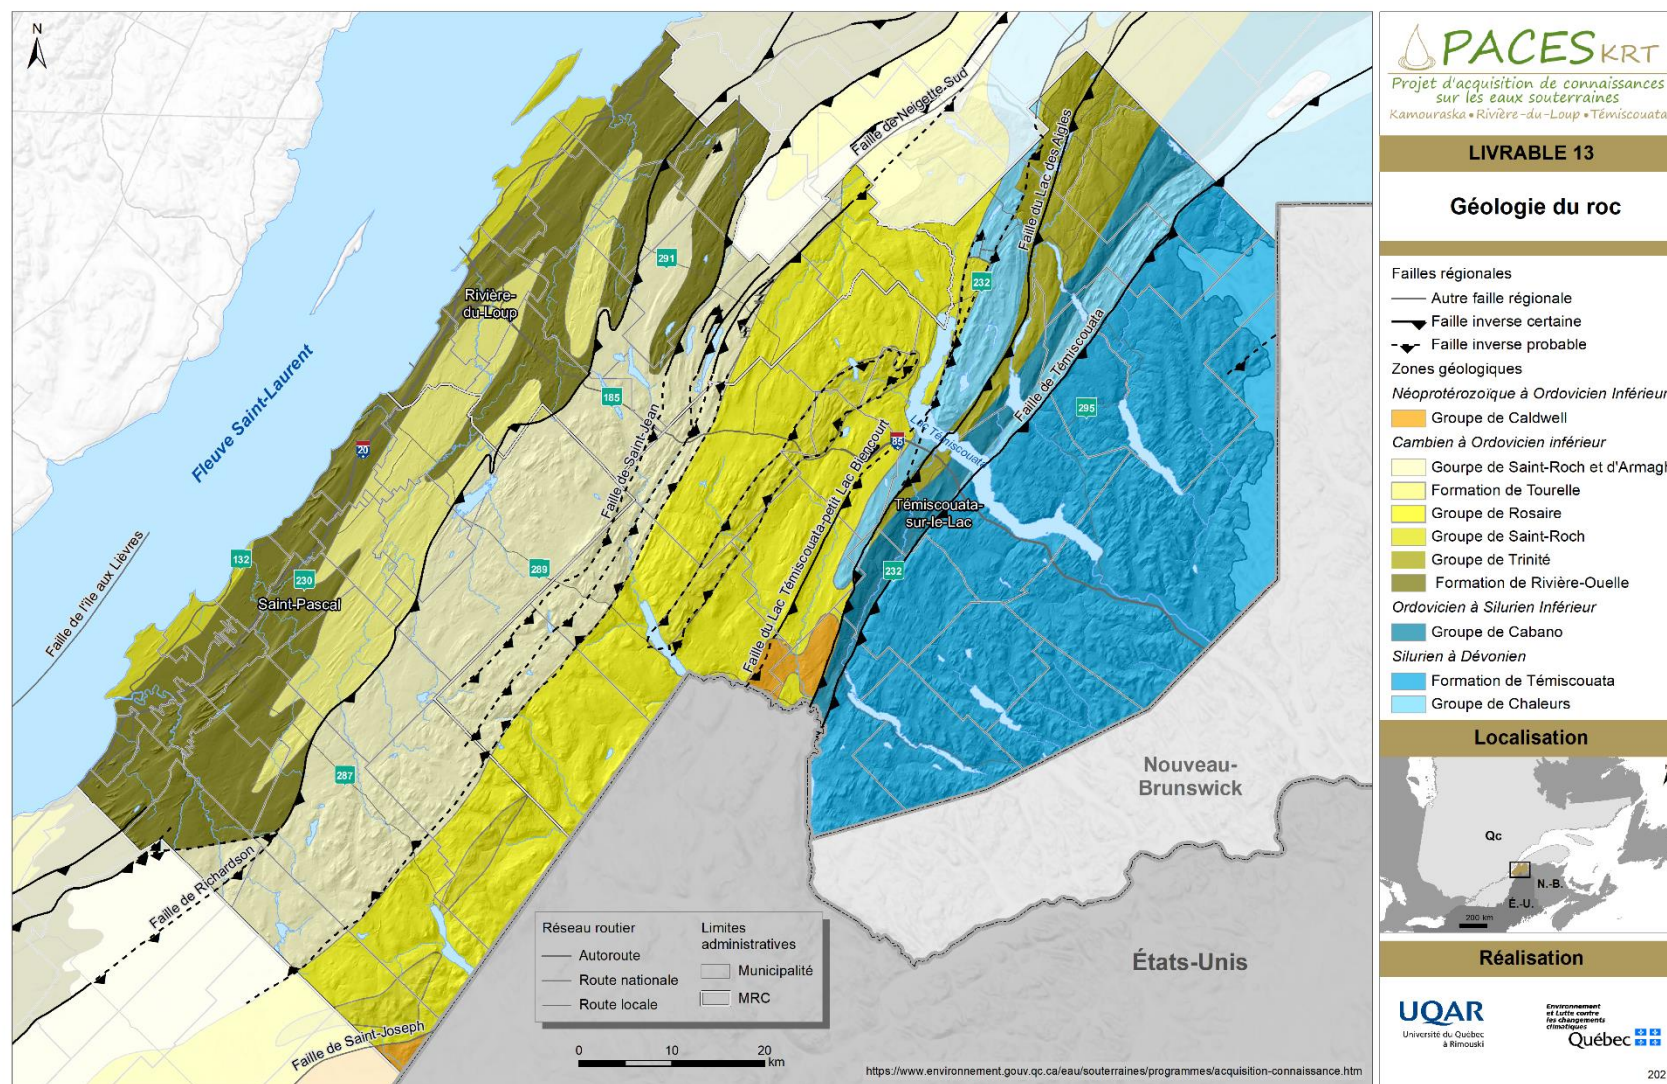 N
Fleuve Saint-Laurent
Faille de l'île aux Lièvres
Rivière-
du-Loup
Saint-Pascal
Témiscouata-
sur-le-Lac
Lac Témiscouata
Faille de Neigette Sud
Faille du Lac des Aigles
Faille de Témiscouata
Faille de Saint-Jean
Faille du Lac Témiscouata-petit Lac Biencourt
Faille de Richardson
Faille de Saint-Joseph
291
232
185
295
20
85
132
230
289
232
287
Nouveau-
Brunswick
États-Unis
Réseau routier
Autoroute
Route nationale
Route locale
Limites
administratives
Municipalité
MRC
0 10 20
km
https://www.environnement.gouv.qc.ca/eau/souterraines/programmes/acquisition-connaissance.htm
PACES KRT
Projet d'acquisition de connaissances
sur les eaux souterraines
Kamouraska • Rivière-du-Loup • Témiscouata
LIVRABLE 13
Géologie du roc
Failles régionales
Autre faille régionale
Faille inverse certaine
Faille inverse probable
Zones géologiques
Néoprotérozoïque à Ordovicien Inférieur
Groupe de Caldwell
Cambien à Ordovicien inférieur
Gourpe de Saint-Roch et d'Armagh
Formation de Tourelle
Groupe de Rosaire
Groupe de Saint-Roch
Groupe de Trinité
Formation de Rivière-Ouelle
Ordovicien à Silurien Inférieur
Groupe de Cabano
Silurien à Dévonien
Formation de Témiscouata
Groupe de Chaleurs
Localisation
Qc
N.-B.
É.-U.
200 km
Réalisation
UQAR
Université du Québec
à Rimouski
Environnement
et Lutte contre
les changements
climatiques
Québec
202